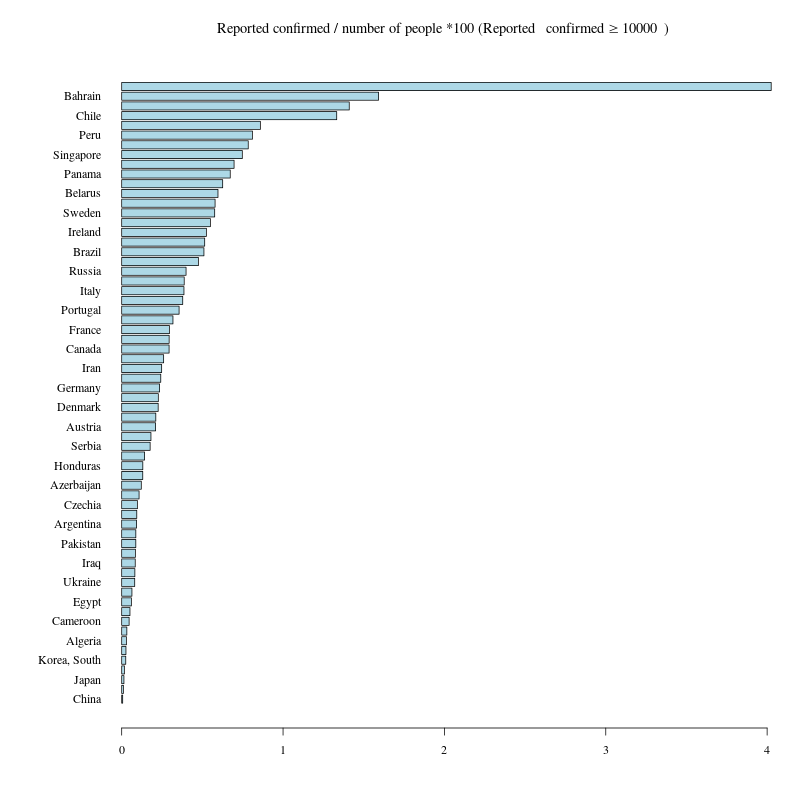 Reported confirmed / number of people *100 (Reported   confirmed ≥ 10000  )
Bahrain
Chile
Peru
Singapore
Panama
Belarus
Sweden
Ireland
Brazil
Russia
Italy
Portugal
France
Canada
Iran
Germany
Denmark
Austria
Serbia
Honduras
Azerbaijan
Czechia
Argentina
Pakistan
Iraq
Ukraine
Egypt
Cameroon
Algeria
Korea, South
Japan
China
0 1 2 3 4